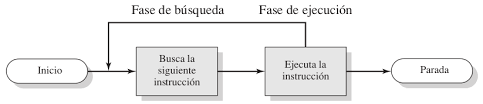 Fase de búsqueda
Fase de ejecución
Inicio
Busca la
siguiente
instrucción
Ejecuta la
instrucción
Parada